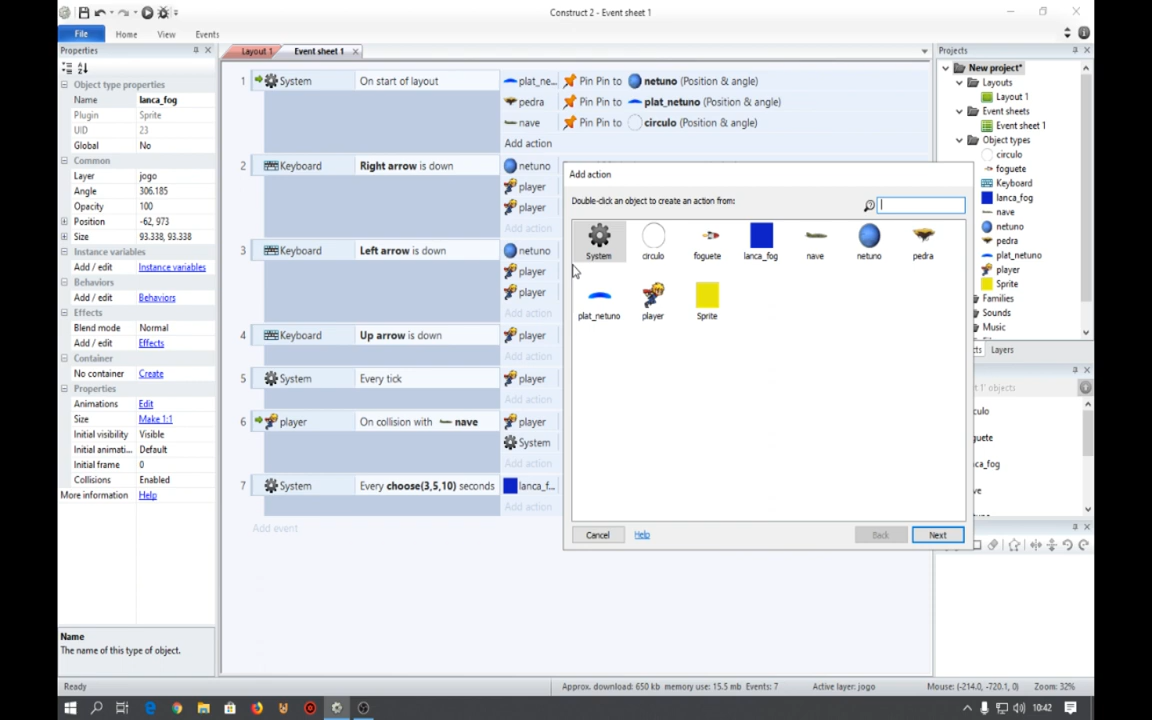 Construct 2 - Event sheet 1
File
Home
View
Events
Properties
Object type properties
Name lanca_fog
Plugin Sprite
UID 23
Global No
Common
Layer jogo
Angle 306.185
Opacity 100
Position -62, 973
Size 93.338, 93.338
Instance variables
Add / edit Instance variables
Behaviors
Add / edit Behaviors
Effects
Blend mode Normal
Add / edit Effects
Container
No container Create
Properties
Animations Edit
Size Make 1:1
Initial visibility Visible
Initial animati... Default
Initial frame 0
Collisions Enabled
More information Help
Name
The name of this type of object.
Layout 1
Event sheet 1
1 System On start of layout plat_ne... Pin Pin to netuno (Position & angle)
pedra Pin Pin to plat_netuno (Position & angle)
nave Pin Pin to circulo (Position & angle)
Add action
2 Keyboard Right arrow is down netuno
player
player
Add action
3 Keyboard Left arrow is down netuno
player
player
Add action
4 Keyboard Up arrow is down player
Add action
5 System Every tick player
Add action
6 player On collision with nave player
System
Add action
7 System Every choose(3,5,10) seconds lanca_f...
Add action
Add event
Add action
Double-click an object to create an action from:
System
circulo
foguete
lanca_fog
nave
netuno
pedra
plat_netuno
player
Sprite
Cancel
Help
Back
Next
Projects
New project*
Layouts
Layout 1
Event sheets
Event sheet 1
Object types
circulo
foguete
Keyboard
lanca_fog
nave
netuno
pedra
plat_netuno
player
Sprite
Families
Sounds
Music
Layers
Ready
Approx. download: 650 kb
memory use: 15.5 mb
Events: 7
Active layer: jogo
Mouse: (-214.0, -720.1, 0)
Zoom: 32%
10:42